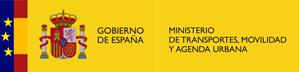 GOBIERNO
DE ESPAÑA
MINISTERIO
DE TRANSPORTES, MOVILIDAD
Y AGENDA URBANA